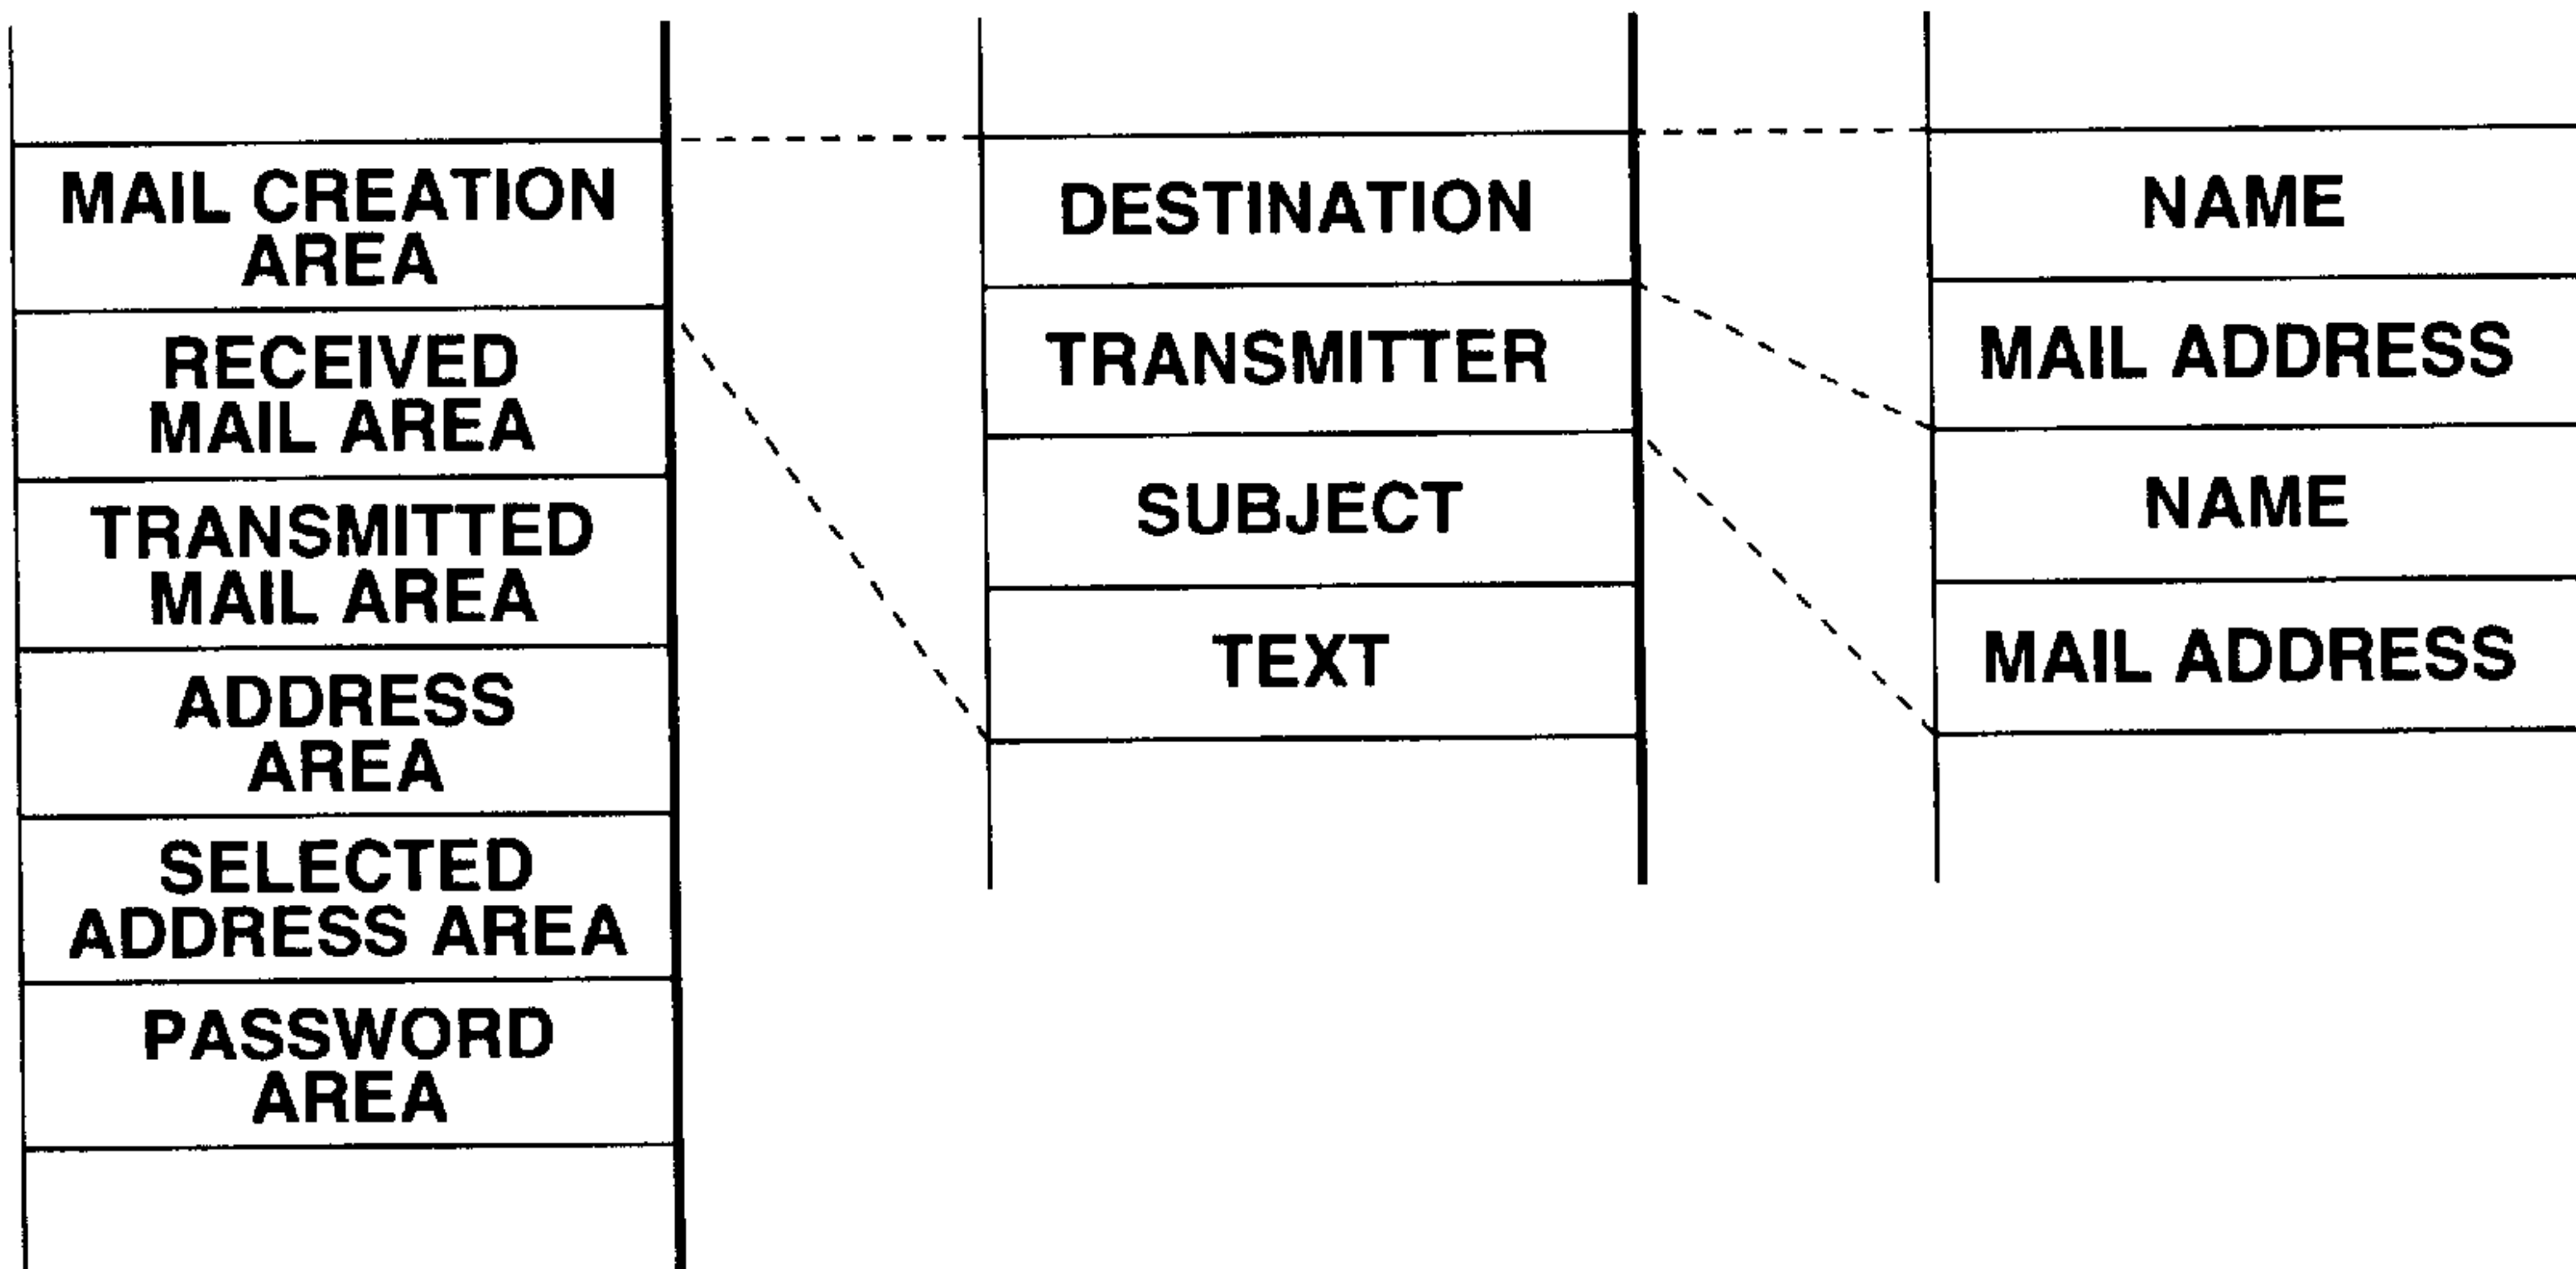 MAIL CREATION
AREA
RECEIVED
MAIL AREA
TRANSMITTED
MAIL AREA
ADDRESS
AREA
SELECTED
ADDRESS AREA
PASSWORD
AREA
DESTINATION
TRANSMITTER
SUBJECT
TEXT
NAME
MAIL ADDRESS
NAME
MAIL ADDRESS